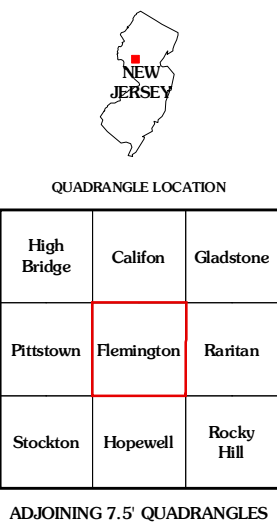 NEW
JERSEY
QUADRANGLE LOCATION
High
Bridge
Califon
Gladstone
Pittstown
Flemington
Raritan
Stockton
Hopewell
Rocky
Hill
ADJOINING 7.5' QUADRANGLES